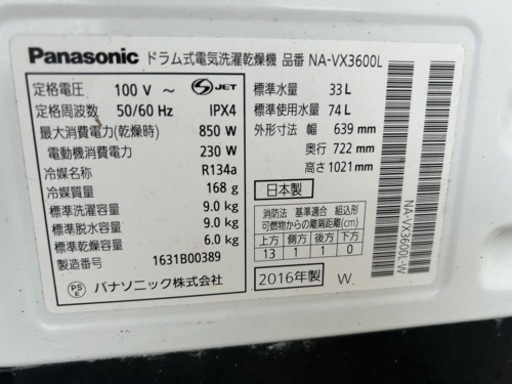 Panasonic ドラム式電気洗濯乾燥機 品番 NA-VX3600L
定格電圧 100 V ～
定格周波数 50/60 Hz IPX4
最大消費電力(乾燥時) 850 W
電動機消費電力 230 W
冷媒名称 R134a
冷媒質量 168 g
標準洗濯容量 9.0 kg
標準脱水容量 9.0 kg
標準乾燥容量 6.0 kg
製造番号 1631B00389
PS E パナソニック株式会社
S JET
標準水量 33 L
標準使用水量 74 L
外形寸法 幅 639 mm
奥行 722 mm
高さ 1021 mm
日本製
消防法 基準適合 組込形
可燃物からの離隔距離(cm)
上方 側方 後方 下方
13 1 1 0
2016年製 W.
NA-VX3600L-W